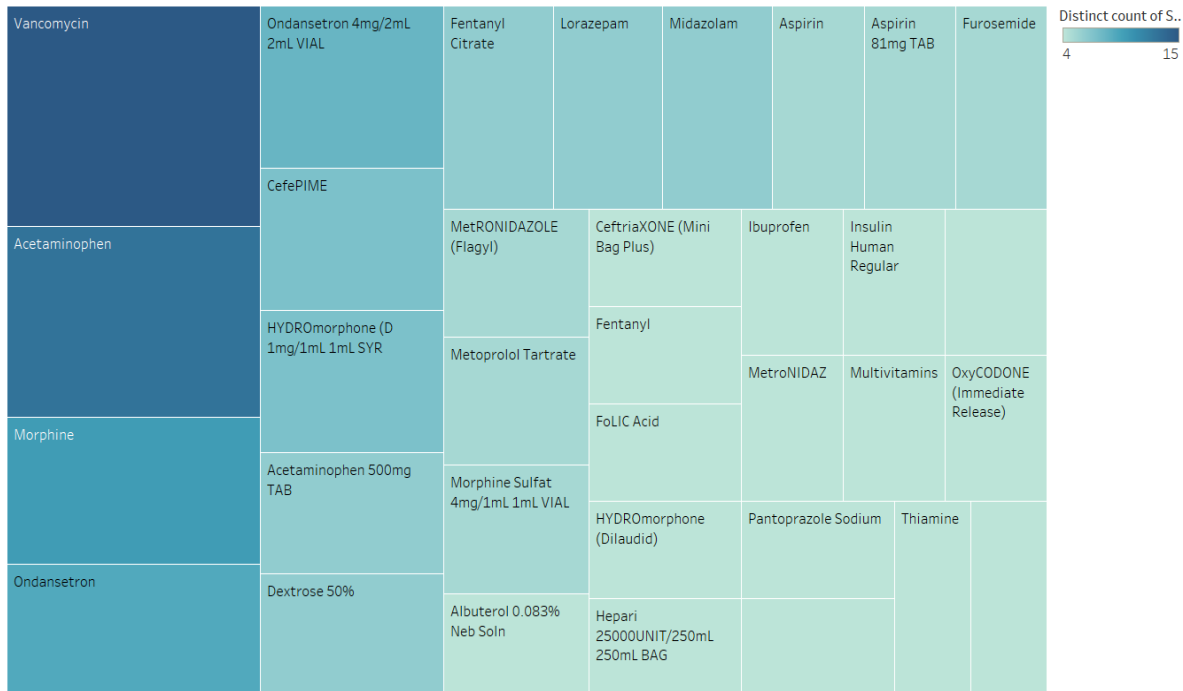 Vancomycin
Acetaminophen
Morphine
Ondansetron
Ondansetron 4mg/2mL
2mL VIAL
CefePIME
HYDROmorphone (D
1mg/1mL 1mL SYR
Acetaminophen 500mg
TAB
Dextrose 50%
Fentanyl
Citrate
Lorazepam
Midazolam
Aspirin
Aspirin
81mg TAB
Furosemide
MetRONIDAZOLE
(Flagyl)
Metoprolol Tartrate
Morphine Sulfat
4mg/1mL 1mL VIAL
Albuterol 0.083%
Neb Soln
CeftriaXONE (Mini
Bag Plus)
Fentanyl
FoLIC Acid
HYDROmorphone
(Dilaudid)
Hepari
25000UNIT/250mL
250mL BAG
Ibuprofen
Insulin
Human
Regular
MetroNIDAZ
Multivitamins
OxyCODONE
(Immediate
Release)
Pantoprazole Sodium
Thiamine
Distinct count of S..
4
15